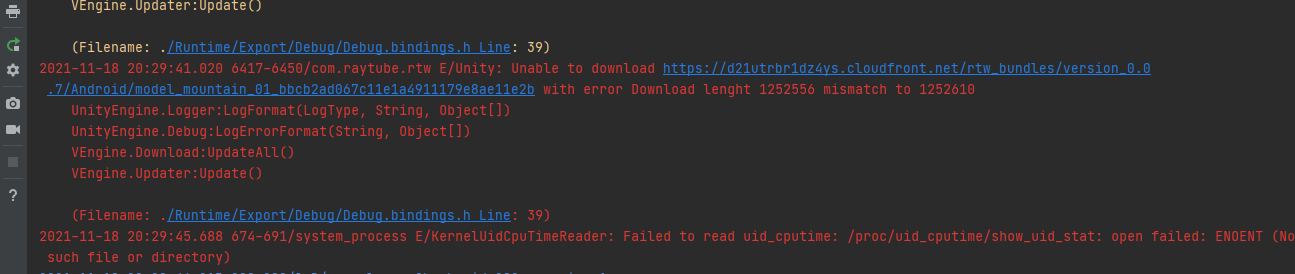 VEngine.Updater:Update()
(Filename: ./Runtime/Export/Debug/Debug.bindings.h Line: 39)
2021-11-18 20:29:41.020 6417-6450/com.raytube.rtw E/Unity: Unable to download https://d21utrbr1dz4ys.cloudfront.net/rtw_bundles/version_0.0
.7/Android/model_mountain_01_bbcb2ad067c11e1a4911179e8ae11e2b with error Download lenght 1252556 mismatch to 1252610
UnityEngine.Logger:LogFormat(LogType, String, Object[])
UnityEngine.Debug:LogErrorFormat(String, Object[])
VEngine.Download:UpdateAll()
VEngine.Updater:Update()
(Filename: ./Runtime/Export/Debug/Debug.bindings.h Line: 39)
2021-11-18 20:29:45.688 674-691/system_process E/KernelUidCpuTimeReader: Failed to read uid_cputime: /proc/uid_cputime/show_uid_stat: open failed: ENOENT (No
such file or directory)